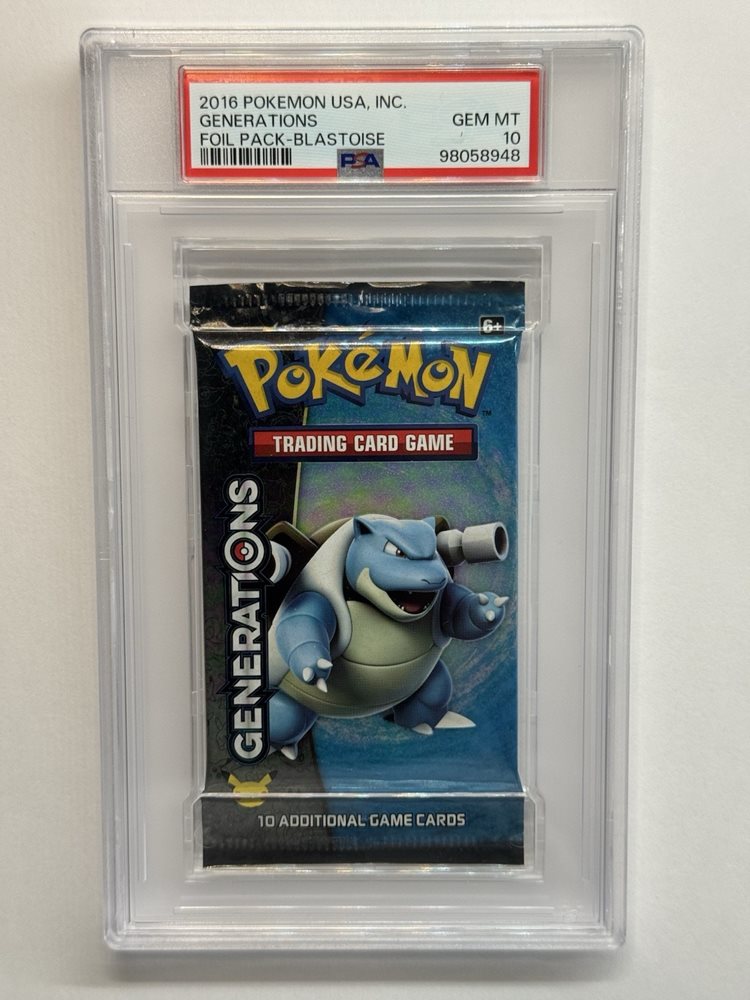 2016 POKEMON USA, INC.
GENERATIONS GEM MT
FOIL PACK-BLASTOISE 10
PSA 98058948
6+
POKéMON™
TRADING CARD GAME
GENERATIONS
10 ADDITIONAL GAME CARDS